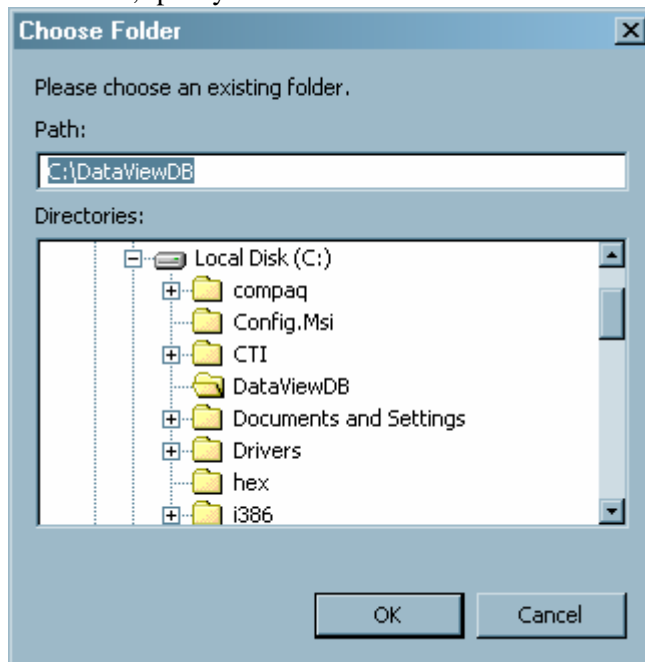 Choose Folder
Please choose an existing folder.
Path:
C:\DataViewDB
Directories:
Local Disk (C:)
compaq
Config.Msi
CTI
DataViewDB
Documents and Settings
Drivers
hex
i386
OK Cancel